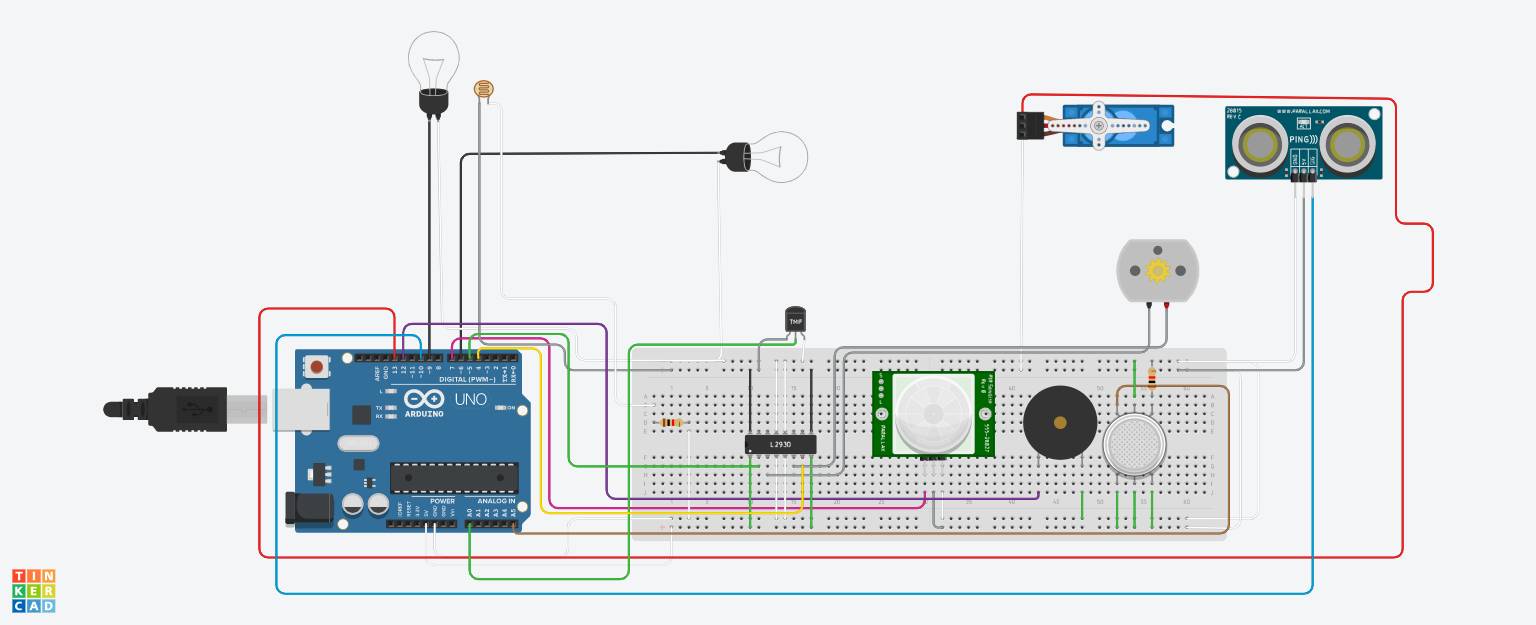 28015
REV C
WWW.PARALLAX.COM
PING)))
GND
5V
SIG
TMP
AREF
GND
13
12
~11
~10
~9
8
7
~6
~5
4
~3
2
TX→1
RX←0
DIGITAL (PWM~)
L
TX
RX
ARDUINO
UNO
ON
POWER
ANALOG IN
IOREF
RESET
3.3V
5V
GND
GND
Vin
A0
A1
A2
A3
A4
A5
L293D
PIR Sensor
Rev B
PARALLAX
555-28027
TIN
KER
CAD